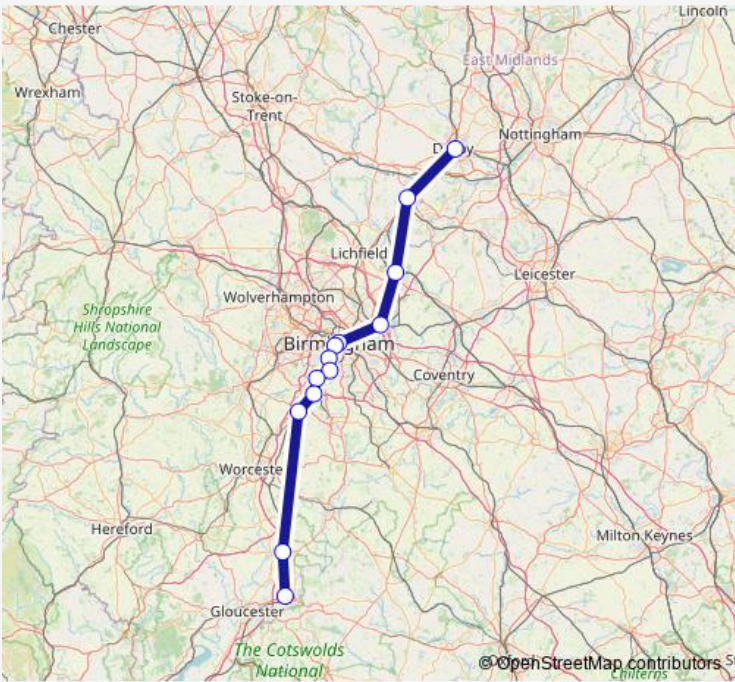 Lincoln
Chester
East Midlands
Wrexham
Stoke-on-
Trent
Nottingham
Lichfield
Leicester
Wolverhampton
Shropshire
Hills National
Landscape
Coventry
Hereford
Milton Keynes
Gloucester
The Cotswolds
National
© OpenStreetMap contributors
Chilterns